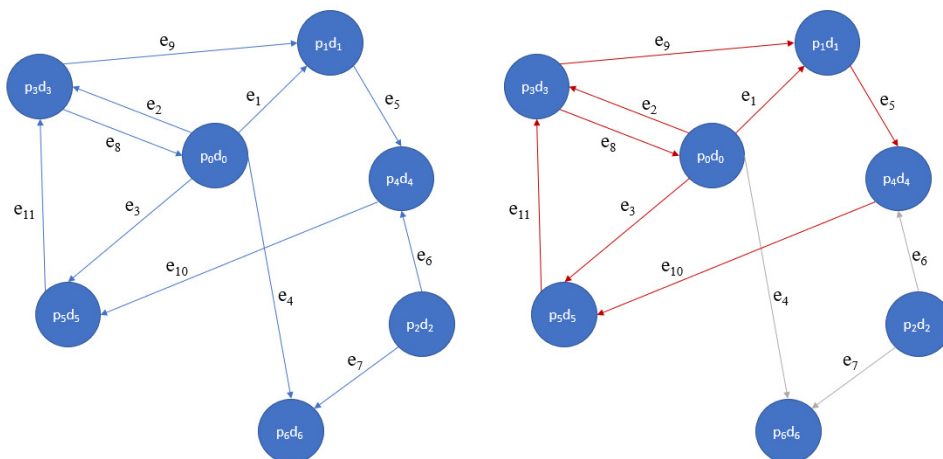 e₉
p₁d₁
p₃d₃
e₂
e₁
e₅
e₈
p₀d₀
p₄d₄
e₃
e₁₁
e₁₀
e₆
e₄
p₅d₅
p₂d₂
e₇
p₆d₆
e₉
p₁d₁
p₃d₃
e₂
e₁
e₅
e₈
p₀d₀
p₄d₄
e₃
e₁₁
e₁₀
e₆
e₄
p₅d₅
p₂d₂
e₇
p₆d₆